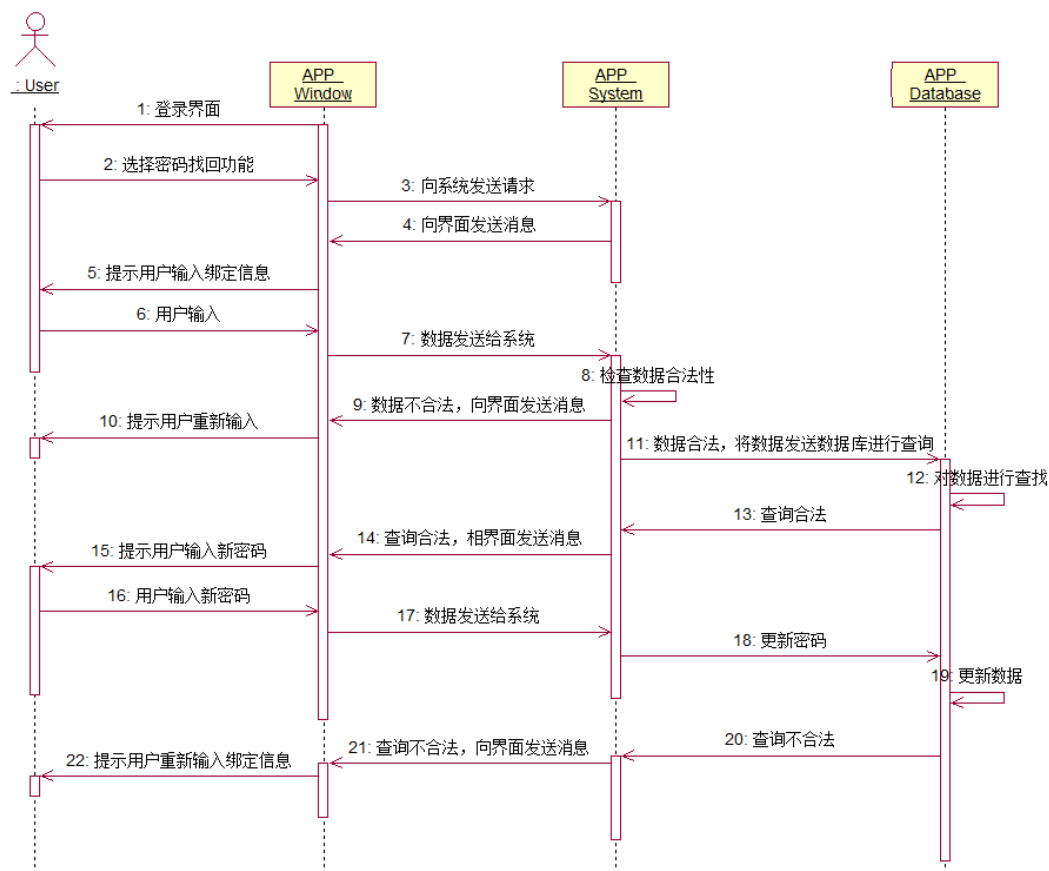 : User
APP
Window
APP
System
APP
Database
1: 登录界面
2: 选择密码找回功能
3: 向系统发送请求
4: 向界面发送消息
5: 提示用户输入绑定信息
6: 用户输入
7: 数据发送给系统
8: 检查数据合法性
9: 数据不合法，向界面发送消息
10: 提示用户重新输入
11: 数据合法，将数据发送数据库进行查询
12: 对数据进行查找
13: 查询合法
14: 查询合法，相界面发送消息
15: 提示用户输入新密码
16: 用户输入新密码
17: 数据发送给系统
18: 更新密码
19: 更新数据
20: 查询不合法
21: 查询不合法，向界面发送消息
22: 提示用户重新输入绑定信息